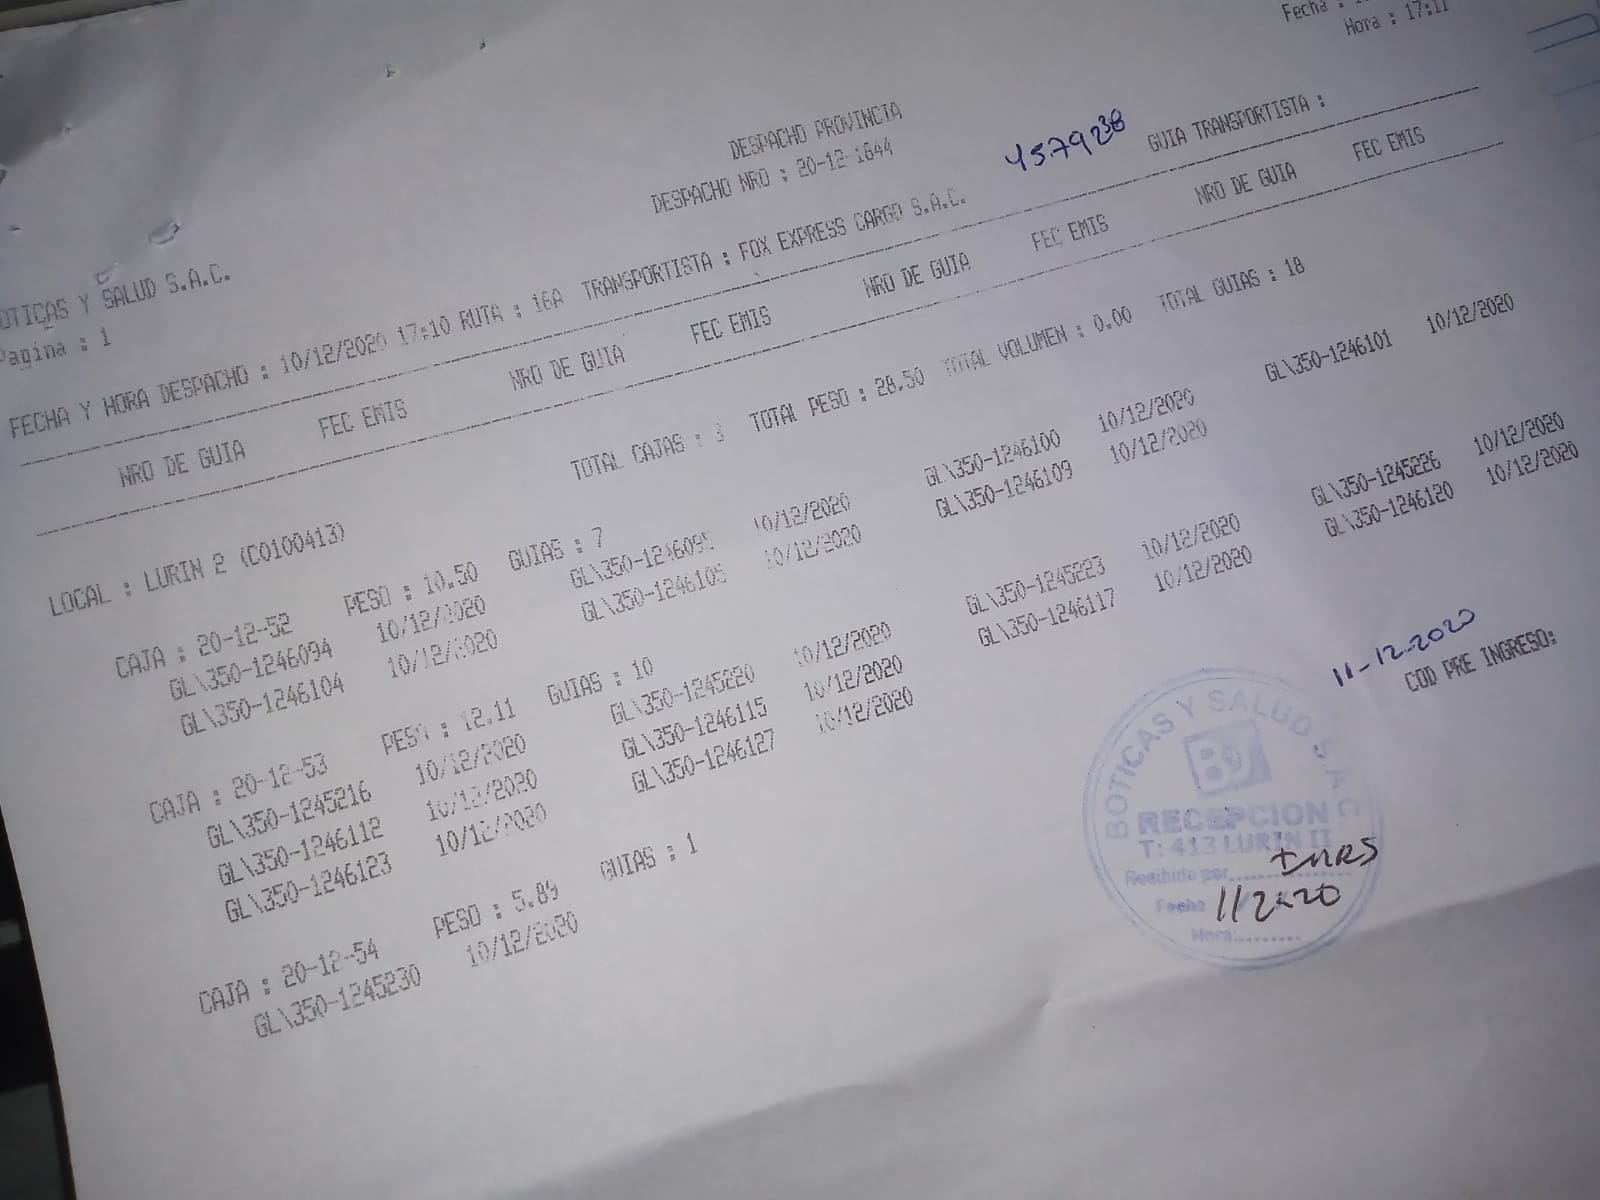 Fecha :
Hora : 17:11
DESPACHO PROVINCIA
DESPACHO NRO : 20-12-1644
4579238
OTICAS Y SALUD S.A.C.
Pagina : 1
FECHA Y HORA DESPACHO : 10/12/2020 17:10 RUTA : 16A TRANSPORTISTA : FOX EXPRESS CARGO S.A.C. GUIA TRANSPORTISTA :
NRO DE GUIA FEC EMIS NRO DE GUIA FEC EMIS NRO DE GUIA FEC EMIS NRO DE GUIA FEC EMIS
LOCAL : LURIN 2 (C0100413) TOTAL CAJAS : 3 TOTAL PESO : 28.50 TOTAL VOLUMEN : 0.00 TOTAL GUIAS : 18
CAJA : 20-12-52 PESO : 10.50 GUIAS : 7
GL\350-1246094 10/12/2020 GL\350-1246095 10/12/2020 GL\350-1246100 10/12/2020 GL\350-1246101 10/12/2020
GL\350-1246104 10/12/2020 GL\350-1246105 10/12/2020 GL\350-1246109 10/12/2020
CAJA : 20-12-53 PESO : 12.11 GUIAS : 10
GL\350-1245216 10/12/2020 GL\350-1245220 10/12/2020 GL\350-1245223 10/12/2020 GL\350-1245226 10/12/2020
GL\350-1246112 10/12/2020 GL\350-1246115 10/12/2020 GL\350-1246117 10/12/2020 GL\350-1246120 10/12/2020
GL\350-1246123 10/12/2020 GL\350-1246127 10/12/2020
CAJA : 20-12-54 PESO : 5.89 GUIAS : 1
GL\350-1245230 10/12/2020
11-12-2020
COD PRE INGRESO:
BOTICAS Y SALUD S.A.C
RECEPCION
T: 413 LURIN II
Recibido por
Fecha
Hora: